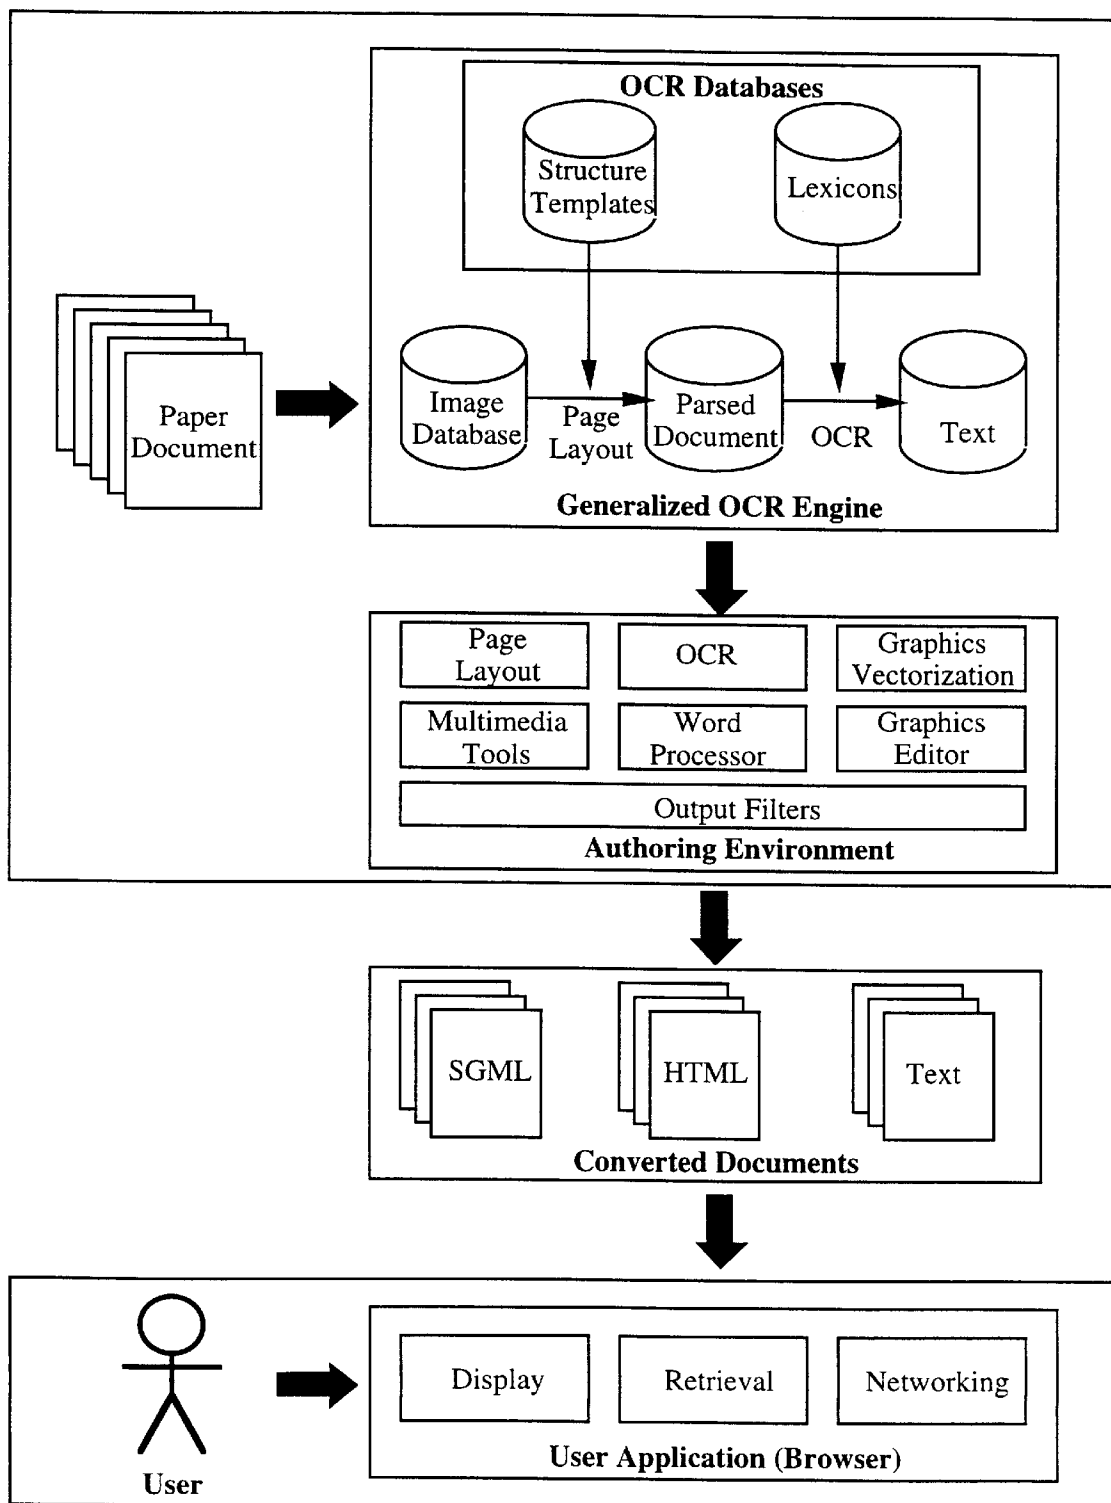 OCR Databases
Structure
Templates
Lexicons
Paper
Document
Image
Database
Page
Layout
Parsed
Document
OCR
Text
Generalized OCR Engine
Page
Layout
OCR
Graphics
Vectorization
Multimedia
Tools
Word
Processor
Graphics
Editor
Output Filters
Authoring Environment
SGML
HTML
Text
Converted Documents
Display
Retrieval
Networking
User Application (Browser)
User